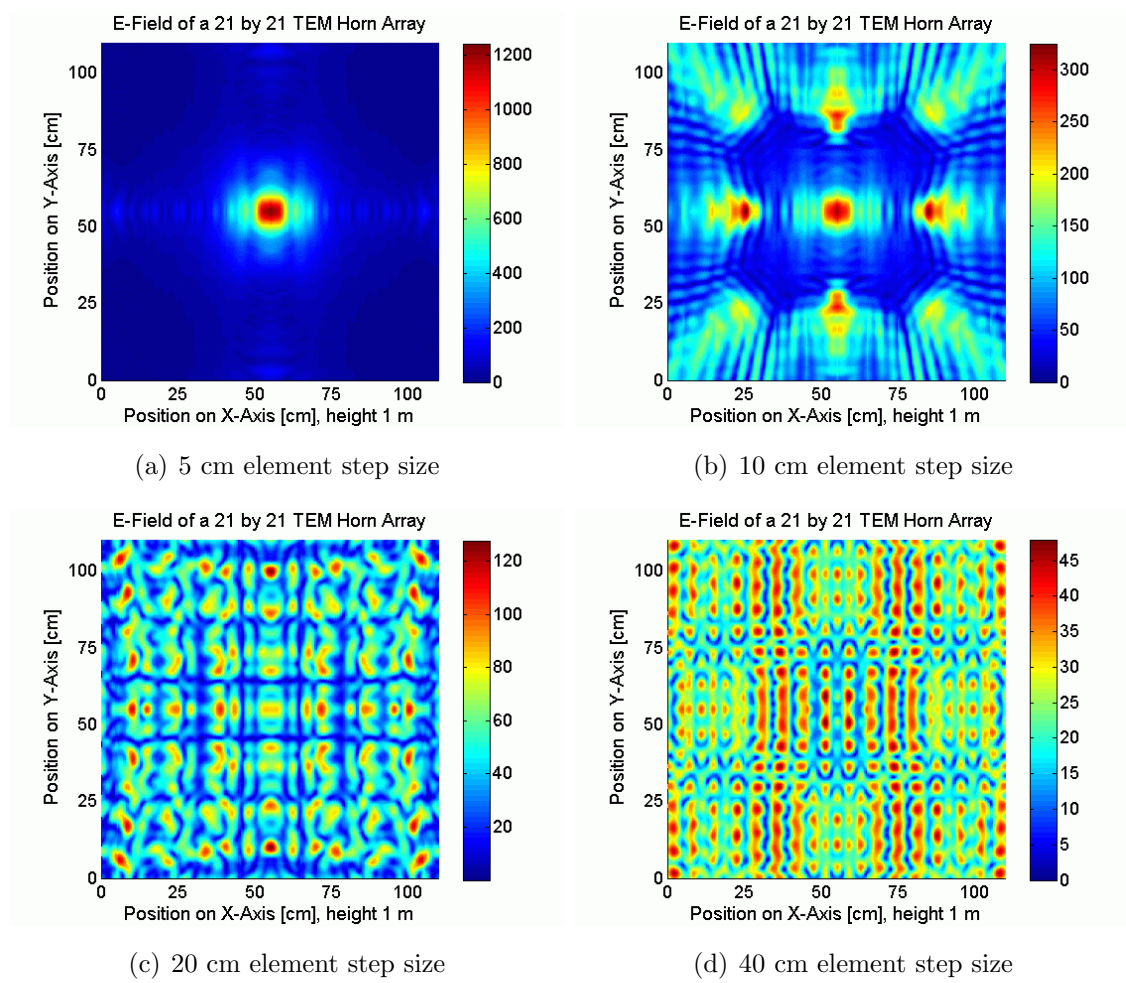 E-Field of a 21 by 21 TEM Horn Array
Position on Y-Axis [cm]
100
75
50
25
0
0 25 50 75 100
Position on X-Axis [cm], height 1 m
1200
1000
800
600
400
200
0
(a) 5 cm element step size
E-Field of a 21 by 21 TEM Horn Array
Position on Y-Axis [cm]
100
75
50
25
0
0 25 50 75 100
Position on X-Axis [cm], height 1 m
300
250
200
150
100
50
0
(b) 10 cm element step size
E-Field of a 21 by 21 TEM Horn Array
Position on Y-Axis [cm]
100
75
50
25
0
0 25 50 75 100
Position on X-Axis [cm], height 1 m
120
100
80
60
40
20
(c) 20 cm element step size
E-Field of a 21 by 21 TEM Horn Array
Position on Y-Axis [cm]
100
75
50
25
0
0 25 50 75 100
Position on X-Axis [cm], height 1 m
45
40
35
30
25
20
15
10
5
0
(d) 40 cm element step size